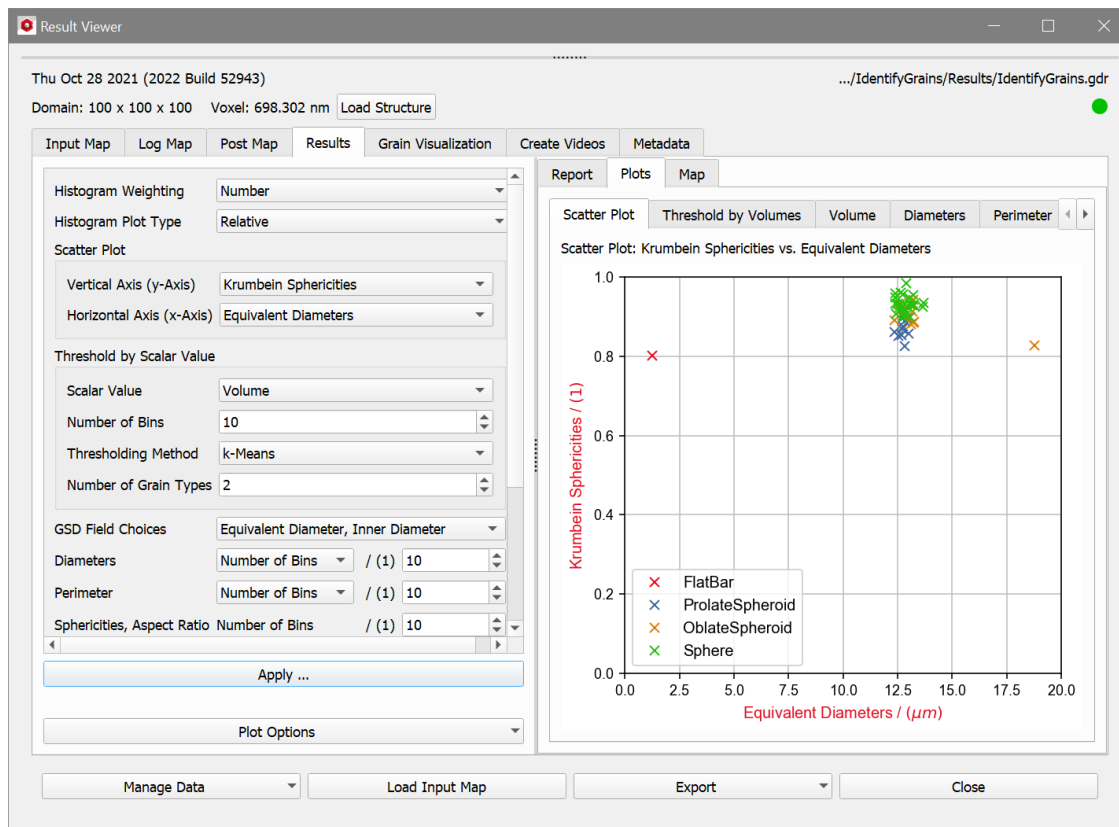 Result Viewer
Thu Oct 28 2021 (2022 Build 52943)
.../IdentifyGrains/Results/IdentifyGrains.gdr
Domain: 100 x 100 x 100 Voxel: 698.302 nm Load Structure
Input Map Log Map Post Map Results Grain Visualization Create Videos Metadata
Histogram Weighting Number
Histogram Plot Type Relative
Scatter Plot
Vertical Axis (y-Axis) Krumbein Sphericities
Horizontal Axis (x-Axis) Equivalent Diameters
Threshold by Scalar Value
Scalar Value Volume
Number of Bins 10
Thresholding Method k-Means
Number of Grain Types 2
GSD Field Choices Equivalent Diameter, Inner Diameter
Diameters Number of Bins / (1) 10
Perimeter Number of Bins / (1) 10
Sphericities, Aspect Ratio Number of Bins / (1) 10
Apply ...
Plot Options
Report Plots Map
Scatter Plot Threshold by Volumes Volume Diameters Perimeter
Scatter Plot: Krumbein Sphericities vs. Equivalent Diameters
1.0
0.8
0.6
0.4
0.2
0.0
Krumbein Sphericities / (1)
FlatBar
ProlateSpheroid
OblateSpheroid
Sphere
0.0 2.5 5.0 7.5 10.0 12.5 15.0 17.5 20.0
Equivalent Diameters / (μm)
Manage Data Load Input Map Export Close